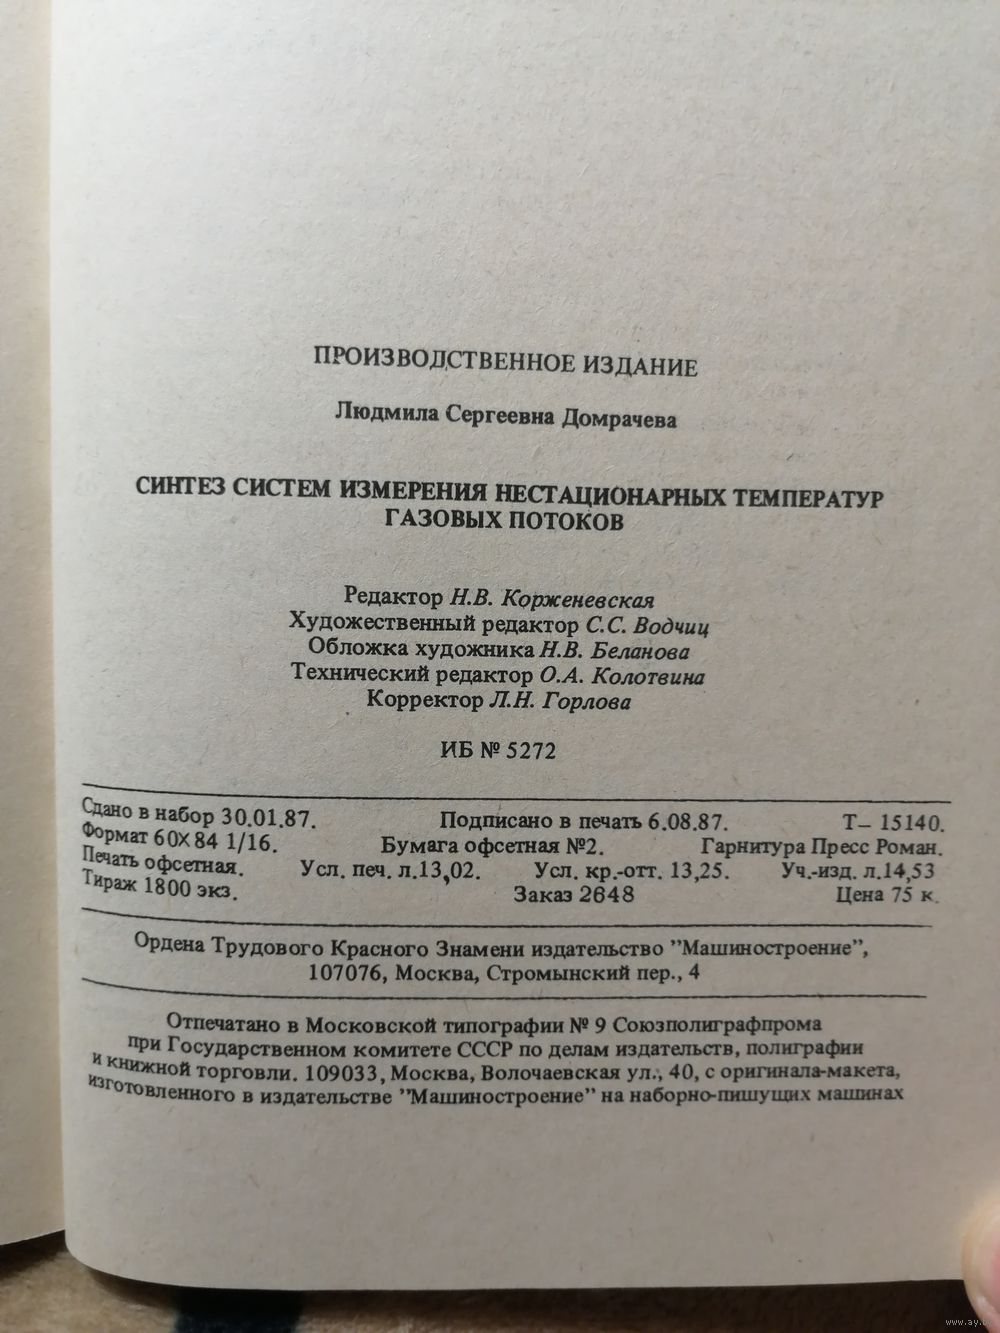 ПРОИЗВОДСТВЕННОЕ ИЗДАНИЕ
Людмила Сергеевна Домрачева
СИНТЕЗ СИСТЕМ ИЗМЕРЕНИЯ НЕСТАЦИОНАРНЫХ ТЕМПЕРАТУР
ГАЗОВЫХ ПОТОКОВ
Редактор Н.В. Корженевская
Художественный редактор С.С. Водчиц
Обложка художника Н.В. Беланова
Технический редактор О.А. Колотвина
Корректор Л.Н. Горлова
ИБ № 5272
Сдано в набор 30.01.87. Подписано в печать 6.08.87. Т– 15140.
Формат 60X84 1/16. Бумага офсетная №2. Гарнитура Пресс Роман.
Печать офсетная. Усл. печ. л.13,02. Усл. кр.-отт. 13,25. Уч.-изд. л.14,53
Тираж 1800 экз. Заказ 2648 Цена 75 к.
Ордена Трудового Красного Знамени издательство "Машиностроение",
107076, Москва, Стромынский пер., 4
Отпечатано в Московской типографии № 9 Союзполиграфпрома
при Государственном комитете СССР по делам издательств, полиграфии
и книжной торговли. 109033, Москва, Волочаевская ул., 40, с оригинала-макета,
изготовленного в издательстве "Машиностроение" на наборно-пишущих машинах